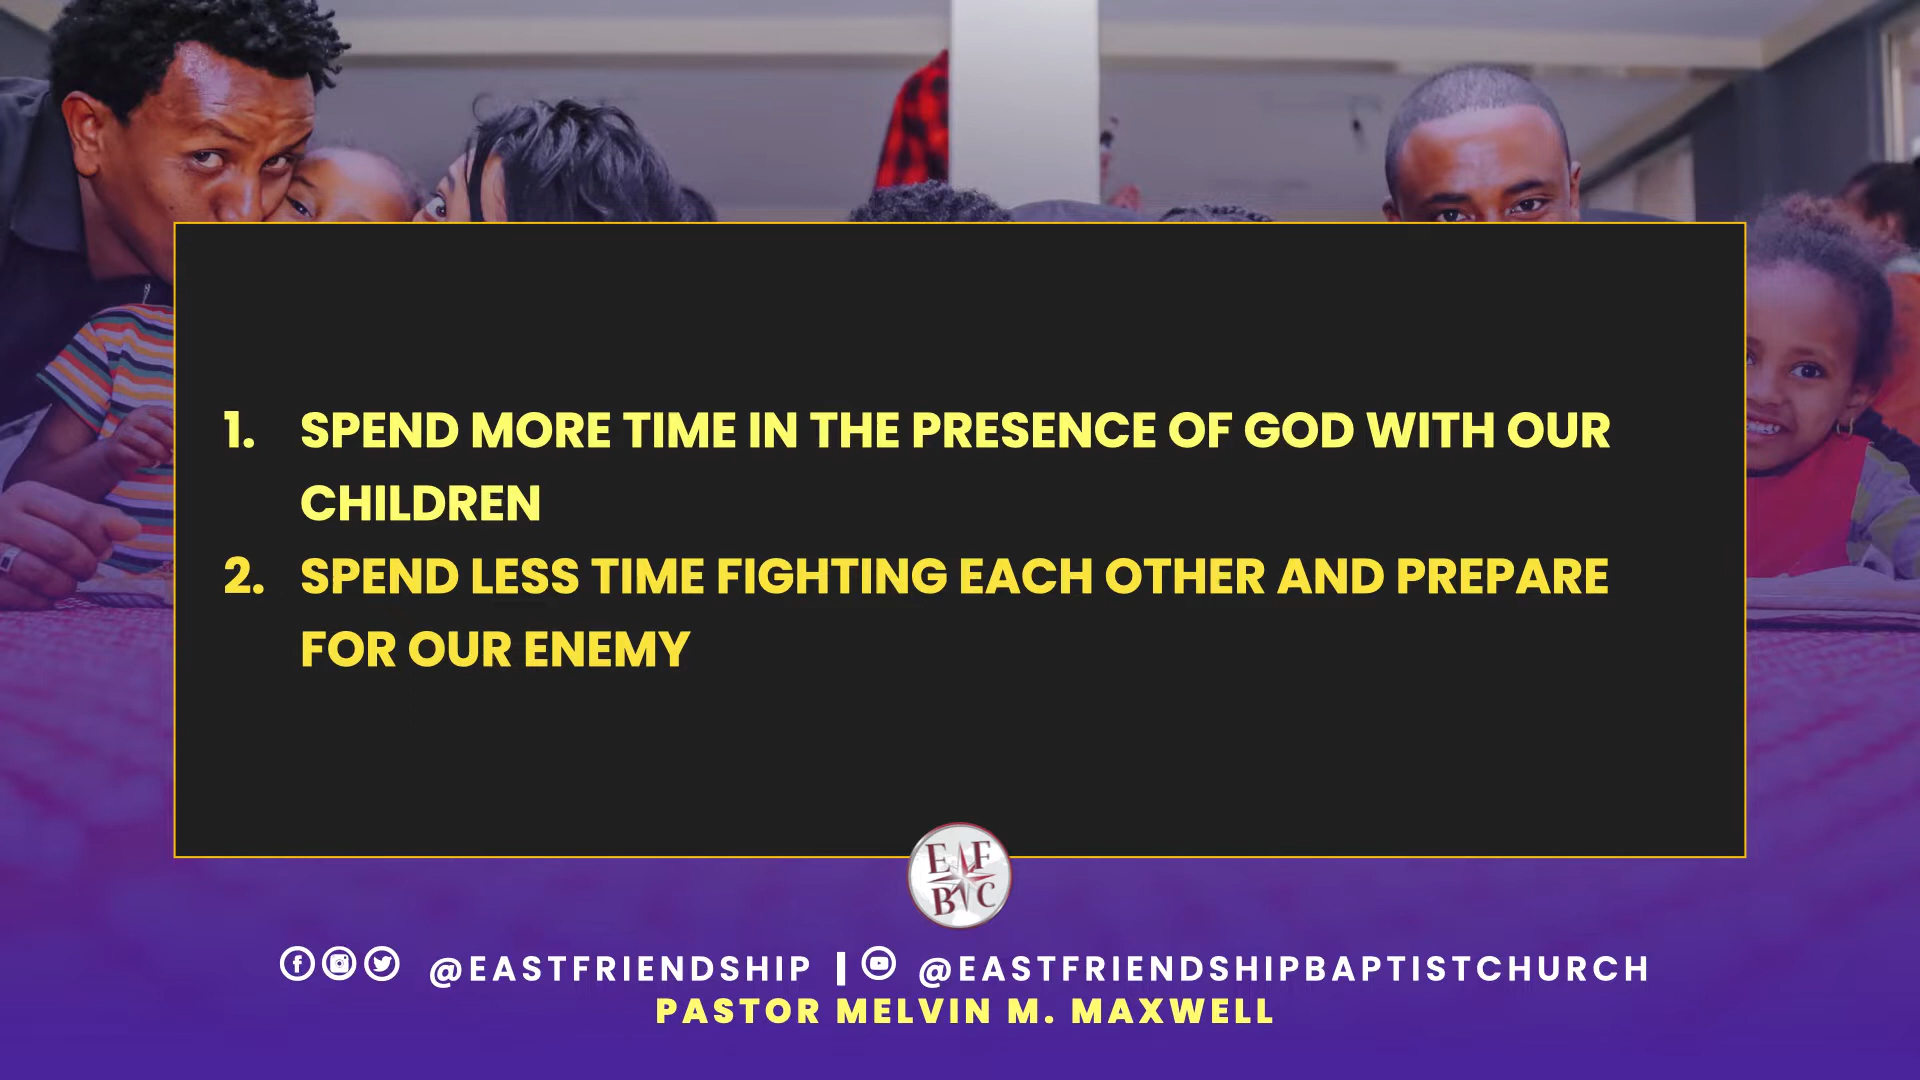 1. SPEND MORE TIME IN THE PRESENCE OF GOD WITH OUR
CHILDREN
2. SPEND LESS TIME FIGHTING EACH OTHER AND PREPARE
FOR OUR ENEMY
E F
B C
@EASTFRIENDSHIP | @EASTFRIENDSHIPBAPTISTCHURCH
PASTOR MELVIN M. MAXWELL